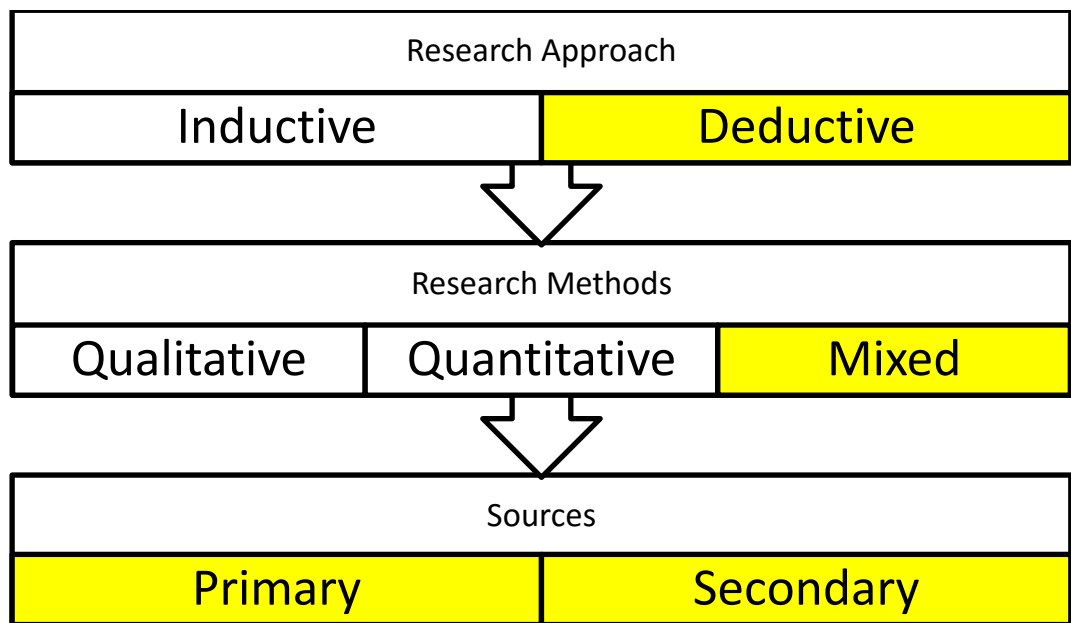 Research Approach
Inductive Deductive
Research Methods
Qualitative Quantitative Mixed
Sources
Primary Secondary